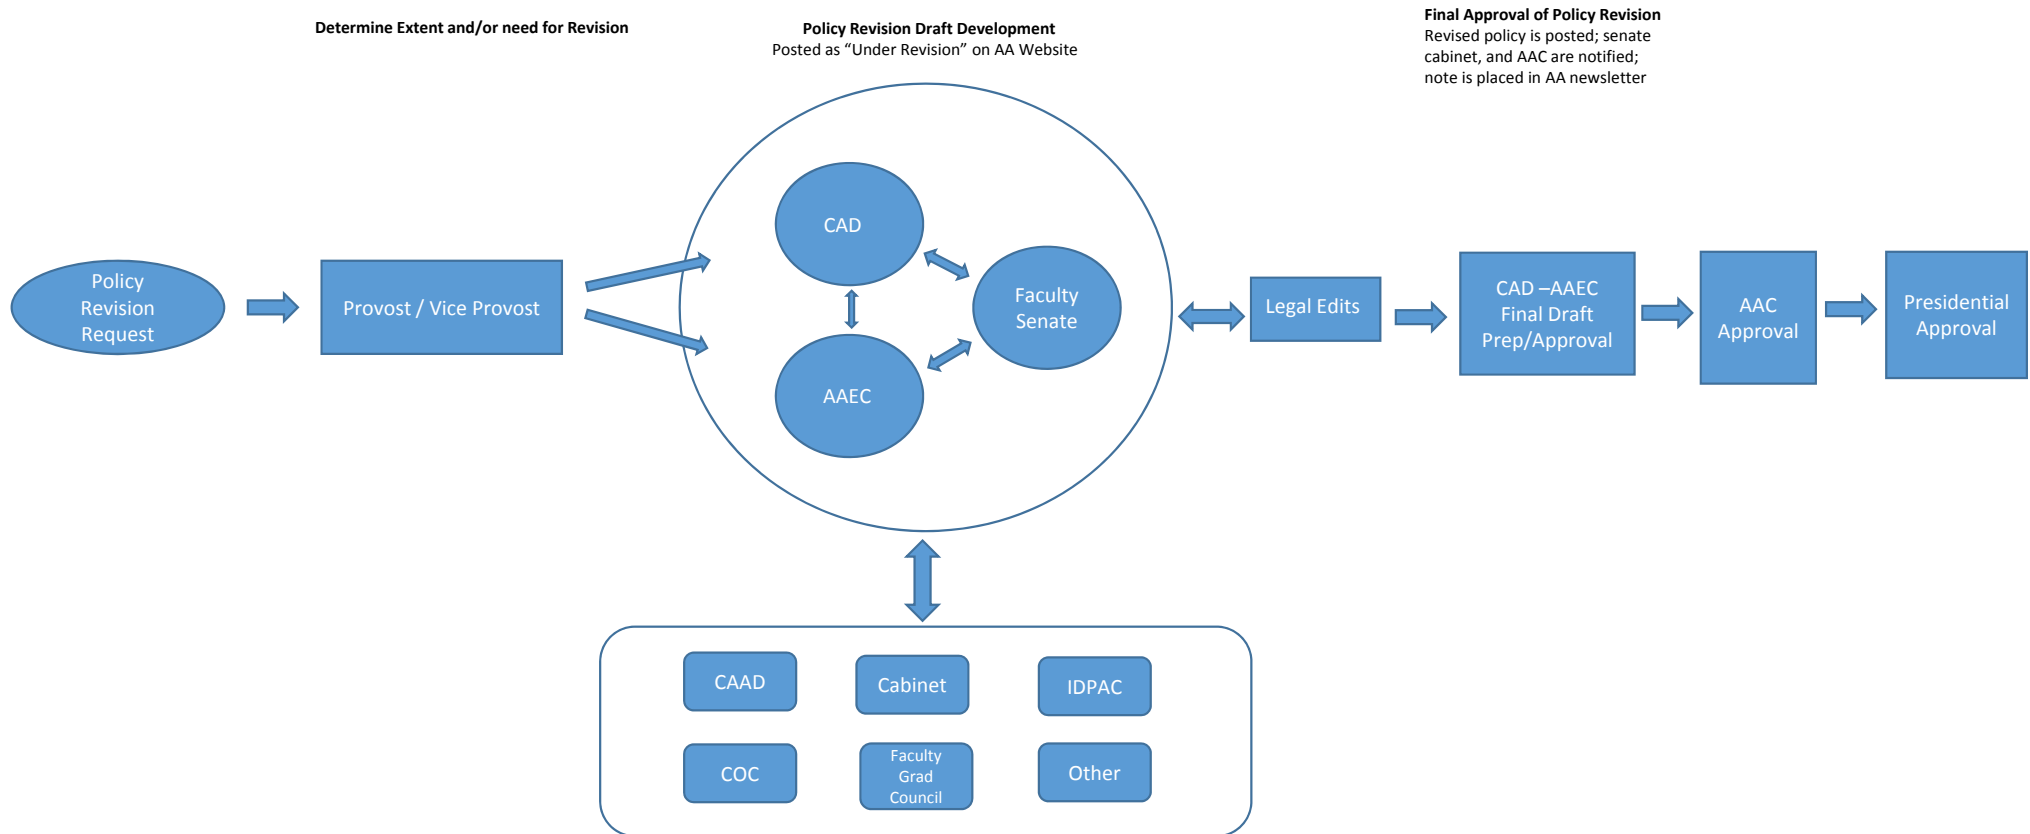 Determine Extent and/or need for Revision
Policy Revision Draft Development
Posted as “Under Revision” on AA Website
Final Approval of Policy Revision
Revised policy is posted; senate
cabinet, and AAC are notified;
note is placed in AA newsletter
Policy
Revision
Request
Provost / Vice Provost
CAD
AAEC
Faculty
Senate
Legal Edits
CAD –AAEC
Final Draft
Prep/Approval
AAC
Approval
Presidential
Approval
CAAD
Cabinet
IDPAC
COC
Faculty
Grad
Council
Other